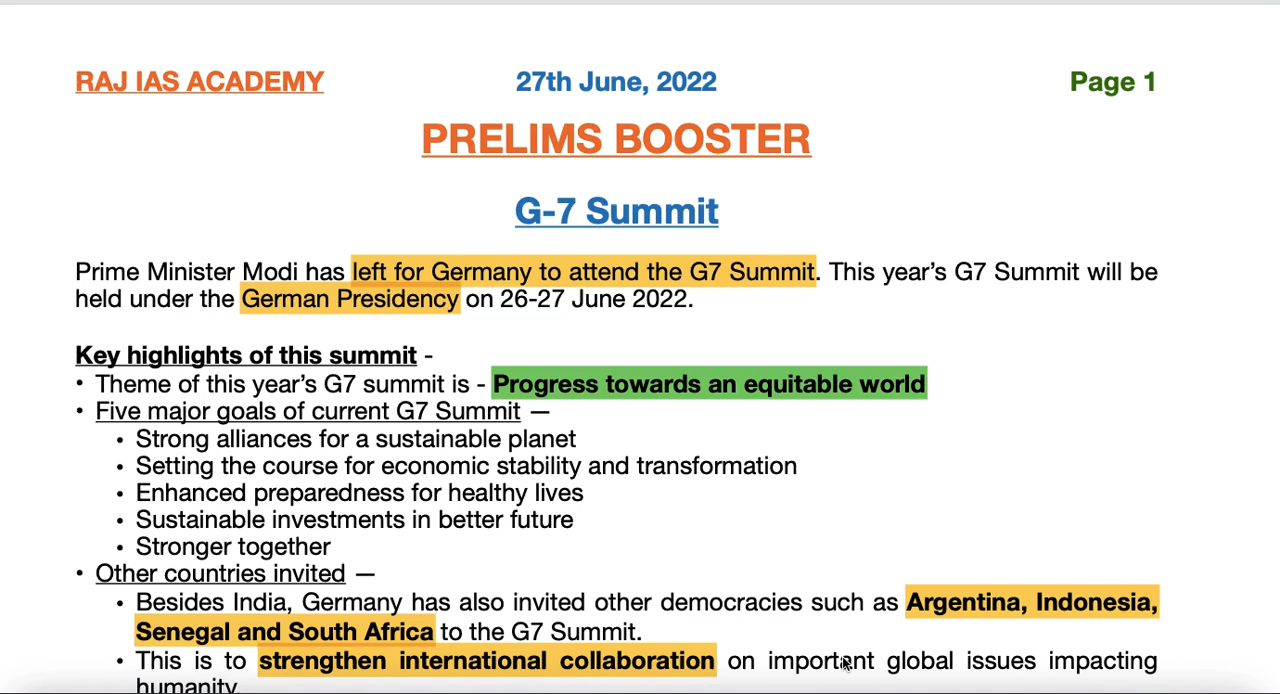 RAJ IAS ACADEMY 27th June, 2022 Page 1
PRELIMS BOOSTER
G-7 Summit
Prime Minister Modi has left for Germany to attend the G7 Summit. This year’s G7 Summit will be
held under the German Presidency on 26-27 June 2022.
Key highlights of this summit -
• Theme of this year’s G7 summit is - Progress towards an equitable world
• Five major goals of current G7 Summit —
• Strong alliances for a sustainable planet
• Setting the course for economic stability and transformation
• Enhanced preparedness for healthy lives
• Sustainable investments in better future
• Stronger together
• Other countries invited —
• Besides India, Germany has also invited other democracies such as Argentina, Indonesia,
Senegal and South Africa to the G7 Summit.
• This is to strengthen international collaboration on important global issues impacting
humanity.